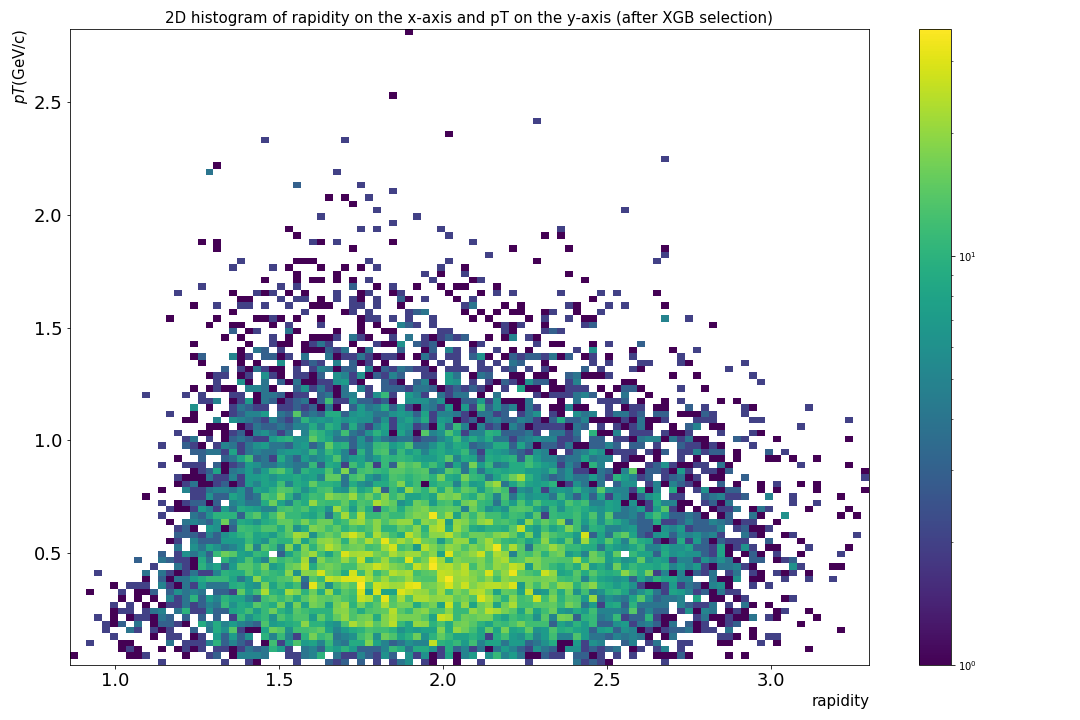 2D histogram of rapidity on the x-axis and pT on the y-axis (after XGB selection)
pT(GeV/c)
2.5
2.0
1.5
1.0
0.5
1.0 1.5 2.0 2.5 3.0
rapidity
10¹
10⁰